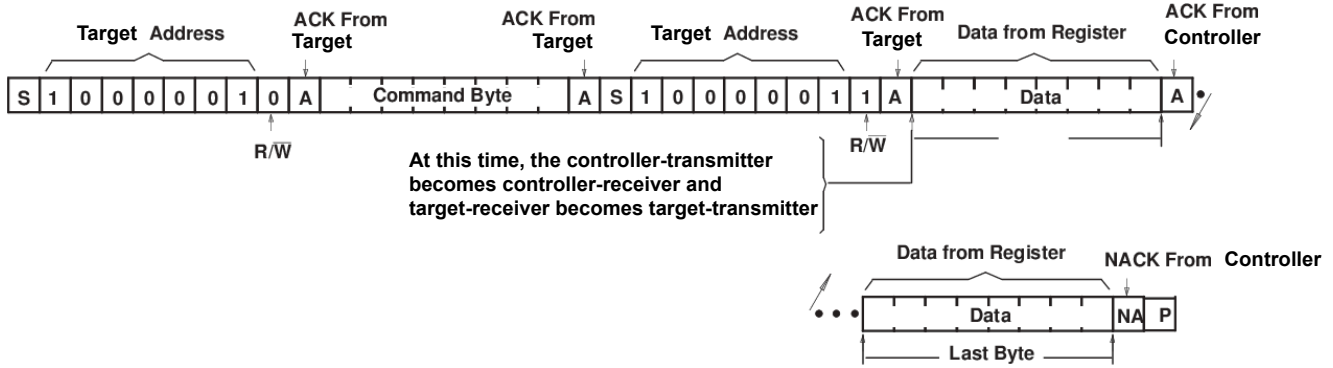 ACK From
Target
Target Address
ACK From
Target
Target Address
ACK From
Target
Data from Register
ACK From
Controller
S 1 0 0 0 0 0 1 0 A Command Byte A S 1 0 0 0 0 0 1 1 A Data A
R/W̅
R/W̅
At this time, the controller-transmitter
becomes controller-receiver and
target-receiver becomes target-transmitter
Data from Register
NACK From Controller
Data NA P
Last Byte